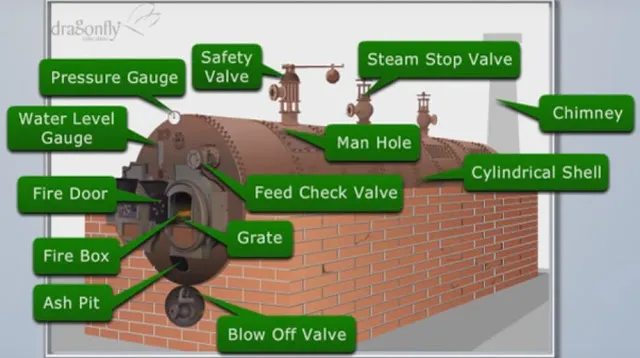 dragonfly
Safety
Valve
Steam Stop Valve
Pressure Gauge
Chimney
Water Level
Gauge
Man Hole
Cylindrical Shell
Fire Door
Feed Check Valve
Fire Box
Grate
Ash Pit
Blow Off Valve